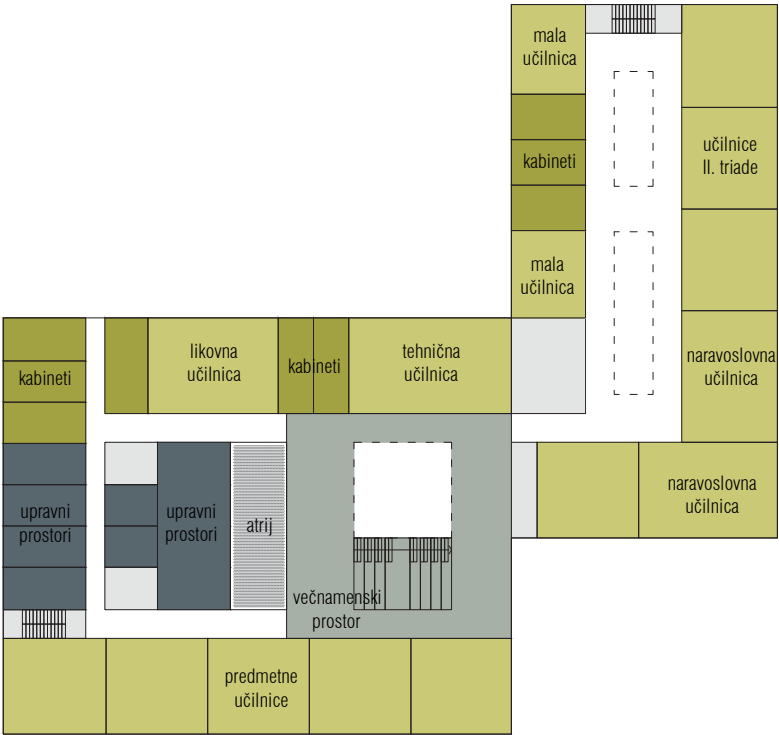 mala
učilnica
učilnice
II. triade
kabineti
mala
učilnica
likovna
učilnica
kabineti
tehnična
učilnica
naravoslovna
učilnica
kabineti
naravoslovna
učilnica
upravni
prostori
upravni
prostori
atrij
večnamenski
prostor
predmetne
učilnice